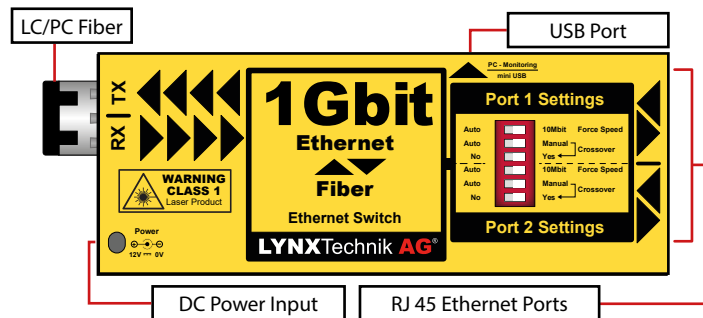 LC/PC Fiber
USB Port
PC - Monitoring
mini USB
RX | TX
1Gbit
Ethernet
Fiber
Ethernet Switch
LYNXTechnik AG®
WARNING
CLASS 1
Laser Product
Power
12V 0V
Port 1 Settings
Auto 10Mbit Force Speed
Auto Manual Crossover
No Yes
Auto 10Mbit Force Speed
Auto Manual Crossover
No Yes
Port 2 Settings
DC Power Input
RJ 45 Ethernet Ports